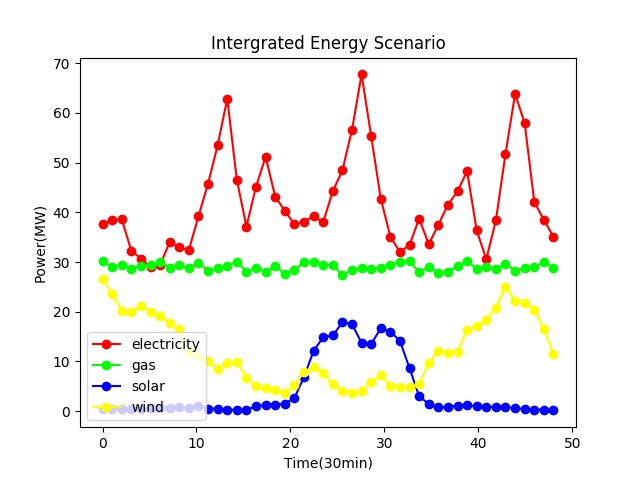 Intergrated Energy Scenario
Power(MW)
70
60
50
40
30
20
10
0
electricity
gas
solar
wind
0 10 20 30 40 50
Time(30min)